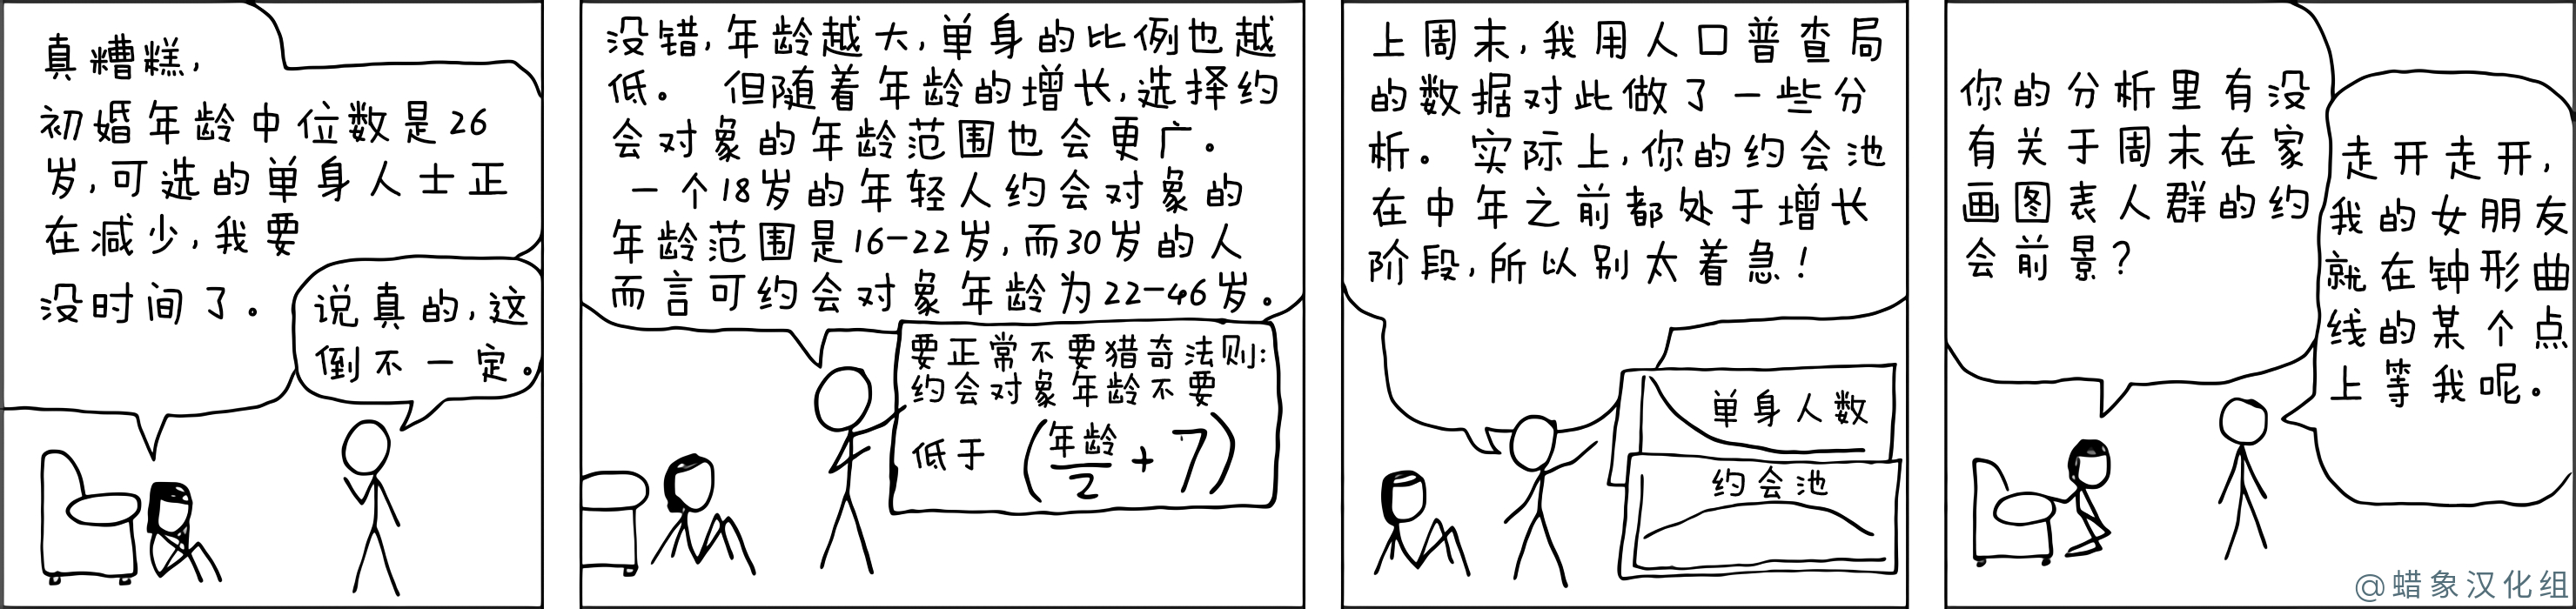 真糟糕,
初婚年龄中位数是26
岁,可选的单身人士正
在减少,我要
没时间了。
说真的,这
倒不一定。
没错,年龄越大,单身的比例也越
低。 但随着年龄的增长,选择约
会对象的年龄范围也会更广。
一个18岁的年轻人约会对象的
年龄范围是16-22岁,而30岁的人
而言可约会对象年龄为22-46岁。
要正常不要猎奇法则:
约会对象年龄不要
低于 (年龄/2 + 7)
上周末,我用人口普查局
的数据对此做了一些分
析。实际上,你的约会池
在中年之前都处于增长
阶段,所以别太着急!
单身人数
约会池
你的分析里有没
有关于周末在家
画图表人群的约
会前景?
走开走开,
我的女朋友
就在钟形曲
线的某个点
上等我呢。
@蜡象汉化组